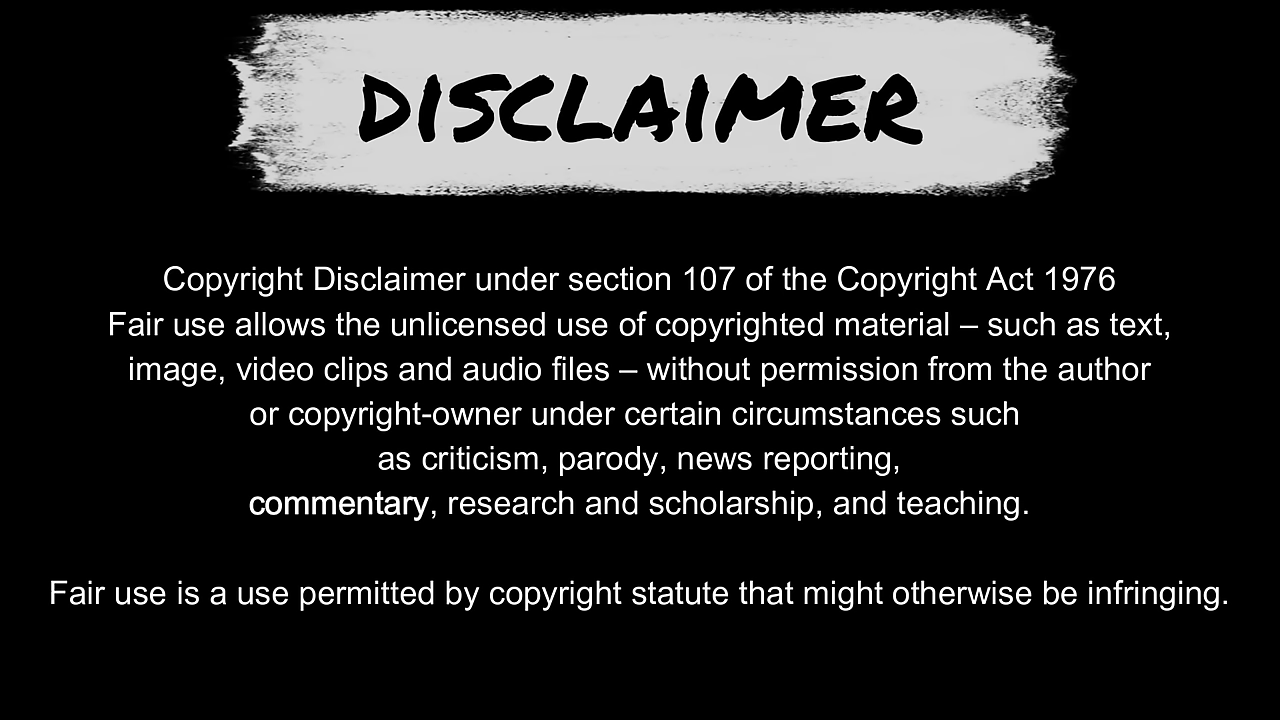 DISCLAIMER
Copyright Disclaimer under section 107 of the Copyright Act 1976
Fair use allows the unlicensed use of copyrighted material – such as text,
image, video clips and audio files – without permission from the author
or copyright-owner under certain circumstances such
as criticism, parody, news reporting,
commentary, research and scholarship, and teaching.
Fair use is a use permitted by copyright statute that might otherwise be infringing.